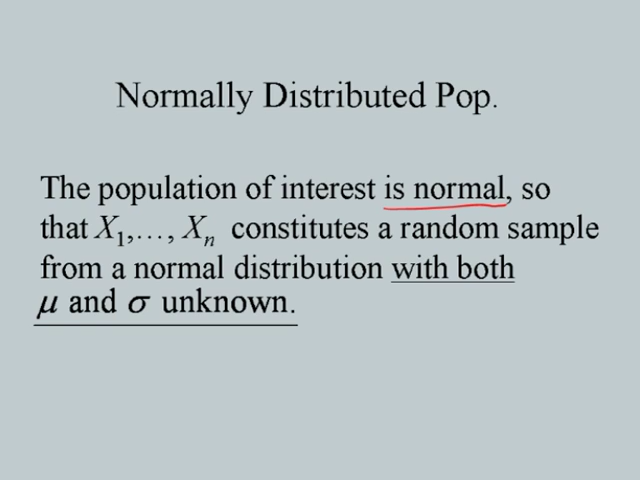 Normally Distributed Pop.
The population of interest is normal, so
that X₁,…, Xₙ constitutes a random sample
from a normal distribution with both
μ and σ unknown.